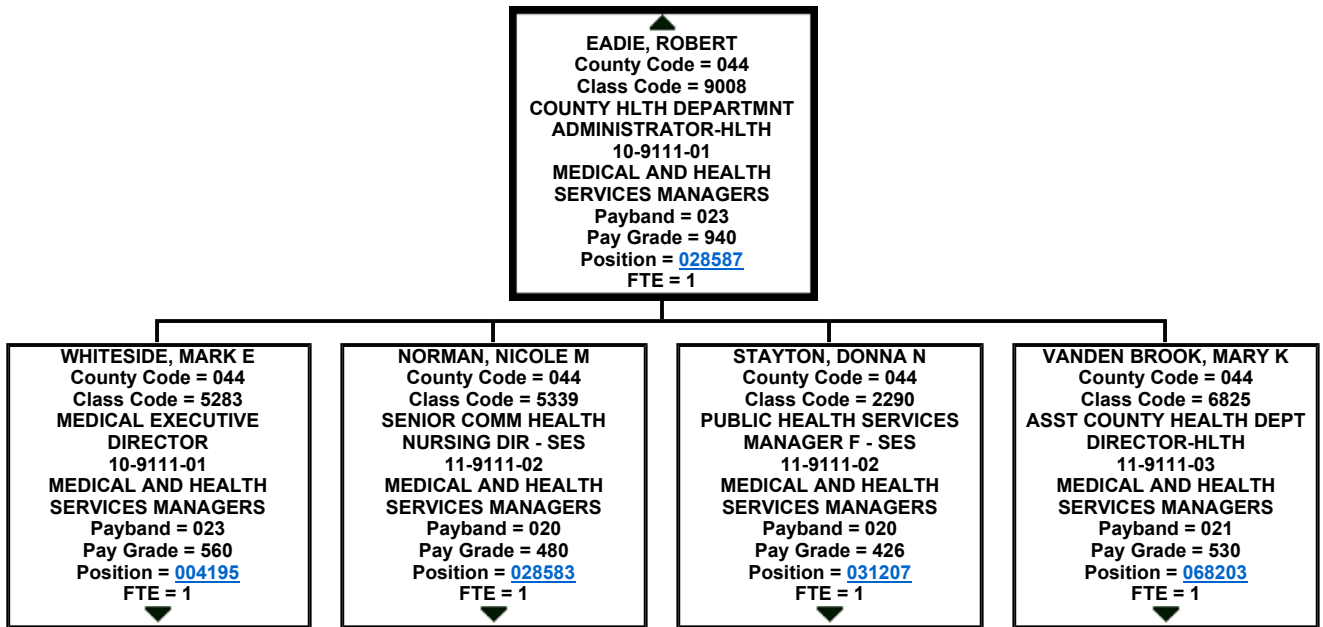 EADIE, ROBERT
County Code = 044
Class Code = 9008
COUNTY HLTH DEPARTMNT
ADMINISTRATOR-HLTH
10-9111-01
MEDICAL AND HEALTH
SERVICES MANAGERS
Payband = 023
Pay Grade = 940
Position = 028587
FTE = 1
WHITESIDE, MARK E
County Code = 044
Class Code = 5283
MEDICAL EXECUTIVE
DIRECTOR
10-9111-01
MEDICAL AND HEALTH
SERVICES MANAGERS
Payband = 023
Pay Grade = 560
Position = 004195
FTE = 1
NORMAN, NICOLE M
County Code = 044
Class Code = 5339
SENIOR COMM HEALTH
NURSING DIR - SES
11-9111-02
MEDICAL AND HEALTH
SERVICES MANAGERS
Payband = 020
Pay Grade = 480
Position = 028583
FTE = 1
STAYTON, DONNA N
County Code = 044
Class Code = 2290
PUBLIC HEALTH SERVICES
MANAGER F - SES
11-9111-02
MEDICAL AND HEALTH
SERVICES MANAGERS
Payband = 020
Pay Grade = 426
Position = 031207
FTE = 1
VANDEN BROOK, MARY K
County Code = 044
Class Code = 6825
ASST COUNTY HEALTH DEPT
DIRECTOR-HLTH
11-9111-03
MEDICAL AND HEALTH
SERVICES MANAGERS
Payband = 021
Pay Grade = 530
Position = 068203
FTE = 1